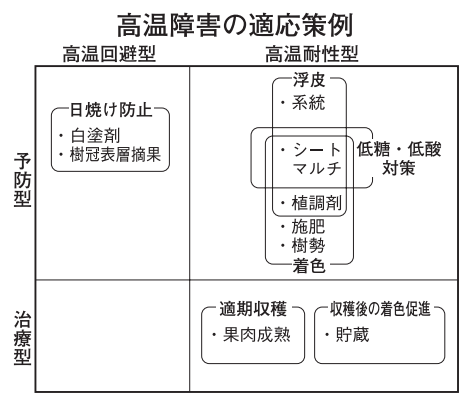 高温障害の適応策例
高温回避型
高温耐性型
予防型
日焼け防止
・白塗剤
・樹冠表層摘果
浮皮
・系統
・シート
マルチ
低糖・低酸
対策
・植調剤
・施肥
・樹勢
着色
治療型
適期収穫
・果肉成熟
収穫後の着色促進
・貯蔵